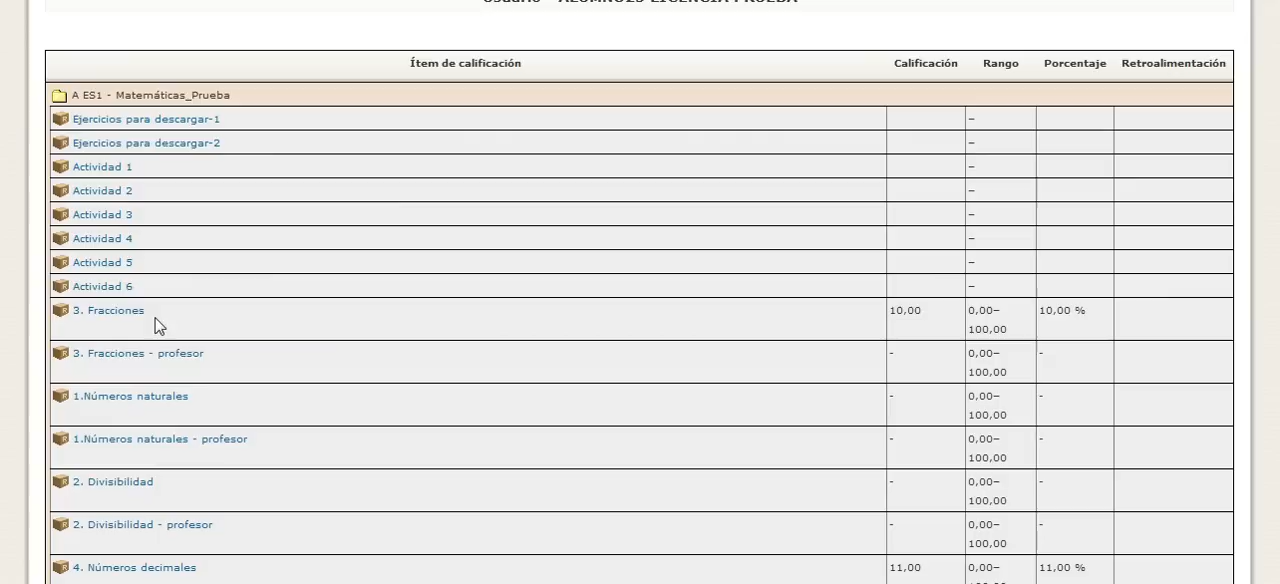 Usuario - ALUMNO25 LICENCIA PRUEBA
Ítem de calificación Calificación Rango Porcentaje Retroalimentación
A ES1 - Matemáticas_Prueba
Ejercicios para descargar-1 –
Ejercicios para descargar-2 –
Actividad 1 –
Actividad 2 –
Actividad 3 –
Actividad 4 –
Actividad 5 –
Actividad 6 –
3. Fracciones 10,00 0,00– 10,00 %
100,00
3. Fracciones - profesor - 0,00– -
100,00
1.Números naturales - 0,00– -
100,00
1.Números naturales - profesor - 0,00– -
100,00
2. Divisibilidad - 0,00– -
100,00
2. Divisibilidad - profesor - 0,00– -
100,00
4. Números decimales 11,00 0,00– 11,00 %